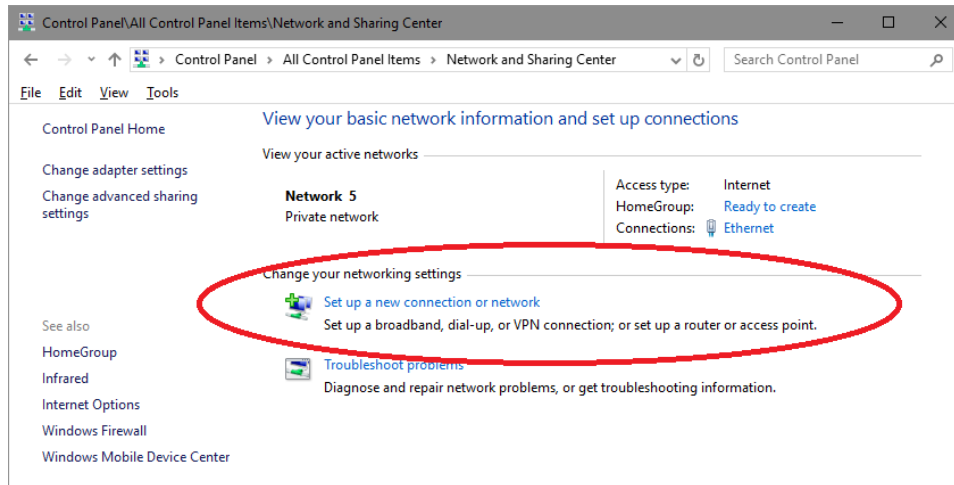 Control Panel\All Control Panel Items\Network and Sharing Center
Control Panel > All Control Panel Items > Network and Sharing Center
Search Control Panel
File Edit View Tools
Control Panel Home
Change adapter settings
Change advanced sharing
settings
See also
HomeGroup
Infrared
Internet Options
Windows Firewall
Windows Mobile Device Center
View your basic network information and set up connections
View your active networks
Network 5
Private network
Access type: Internet
HomeGroup: Ready to create
Connections: Ethernet
Change your networking settings
Set up a new connection or network
Set up a broadband, dial-up, or VPN connection; or set up a router or access point.
Troubleshoot problems
Diagnose and repair network problems, or get troubleshooting information.